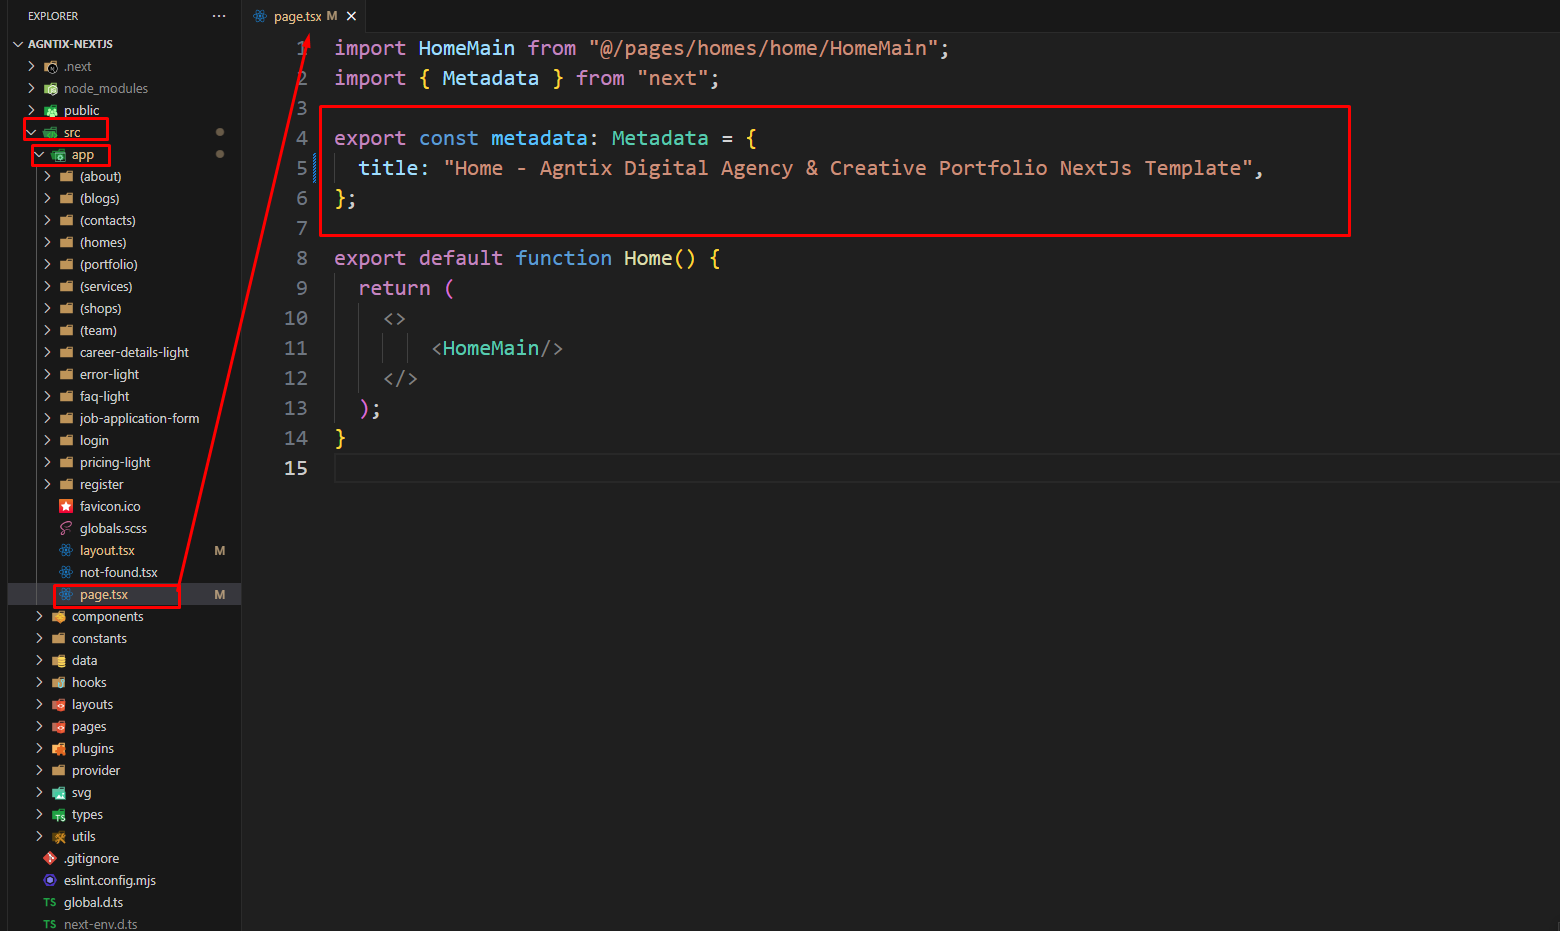 EXPLORER
AGNTIX-NEXTJS
.next
node_modules
public
src
app
(about)
(blogs)
(contacts)
(homes)
(portfolio)
(services)
(shops)
(team)
career-details-light
error-light
faq-light
job-application-form
login
pricing-light
register
favicon.ico
globals.scss
layout.tsx M
not-found.tsx
page.tsx M
components
constants
data
hooks
layouts
pages
plugins
provider
svg
types
utils
.gitignore
eslint.config.mjs
TS global.d.ts
TS next-env.d.ts
page.tsx M
1 import HomeMain from "@/pages/homes/home/HomeMain";
2 import { Metadata } from "next";
3
4 export const metadata: Metadata = {
5 title: "Home - Agntix Digital Agency & Creative Portfolio NextJs Template",
6 };
7
8 export default function Home() {
9 return (
10 <>
11 <HomeMain/>
12 </>
13 );
14 }
15